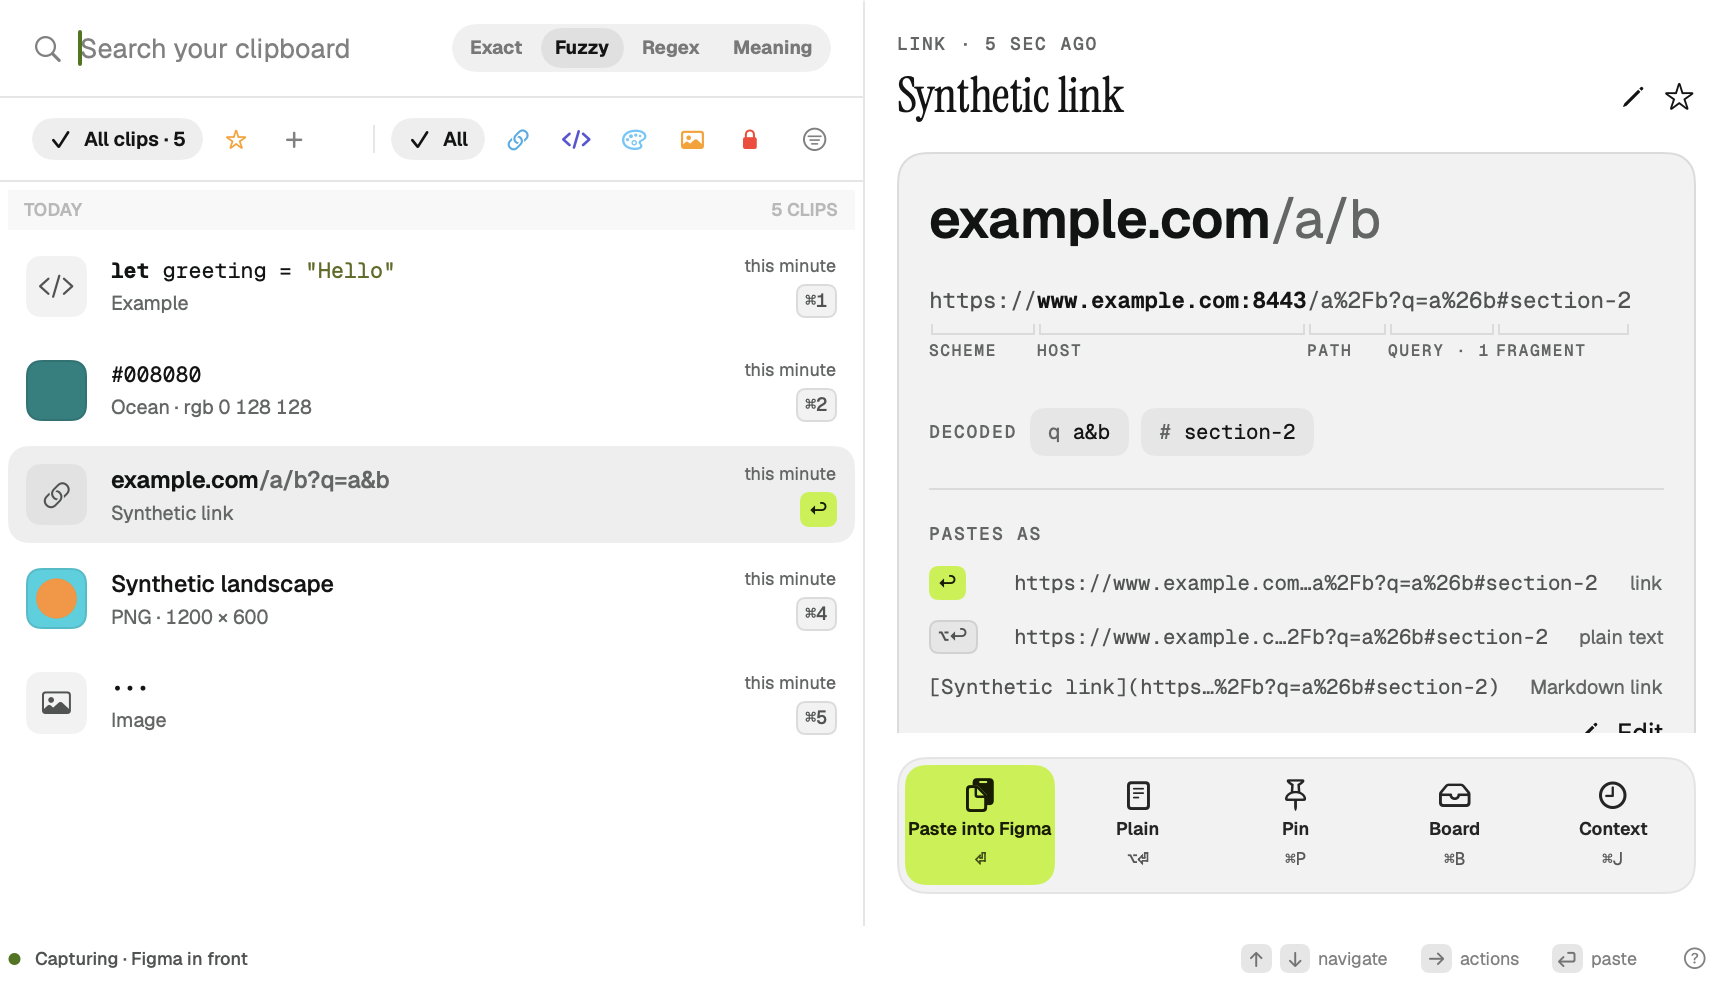 Search your clipboard
Exact Fuzzy Regex Meaning
All clips · 5
All
TODAY 5 CLIPS
let greeting = "Hello" this minute
Example ⌘1
#008080 this minute
Ocean · rgb 0 128 128 ⌘2
example.com/a/b?q=a&b this minute
Synthetic link
Synthetic landscape this minute
PNG · 1200 × 600 ⌘4
... this minute
Image ⌘5
LINK · 5 SEC AGO
Synthetic link
example.com/a/b
https://www.example.com:8443/a%2Fb?q=a%26b#section-2
SCHEME HOST PATH QUERY · 1 FRAGMENT
DECODED q a&b # section-2
PASTES AS
↩ https://www.example.com…a%2Fb?q=a%26b#section-2 link
⌥↩ https://www.example.c…2Fb?q=a%26b#section-2 plain text
[Synthetic link](https…%2Fb?q=a%26b#section-2) Markdown link
Edit
Paste into Figma Plain Pin Board Context
⏎ ⌥⏎ ⌘P ⌘B ⌘J
Capturing · Figma in front
↑ ↓ navigate → actions ↩ paste ?